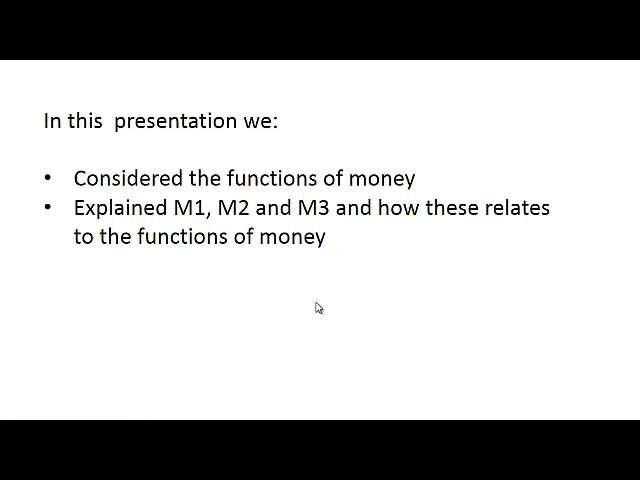 In this  presentation we:
• Considered the functions of money
• Explained M1, M2 and M3 and how these relates
to the functions of money